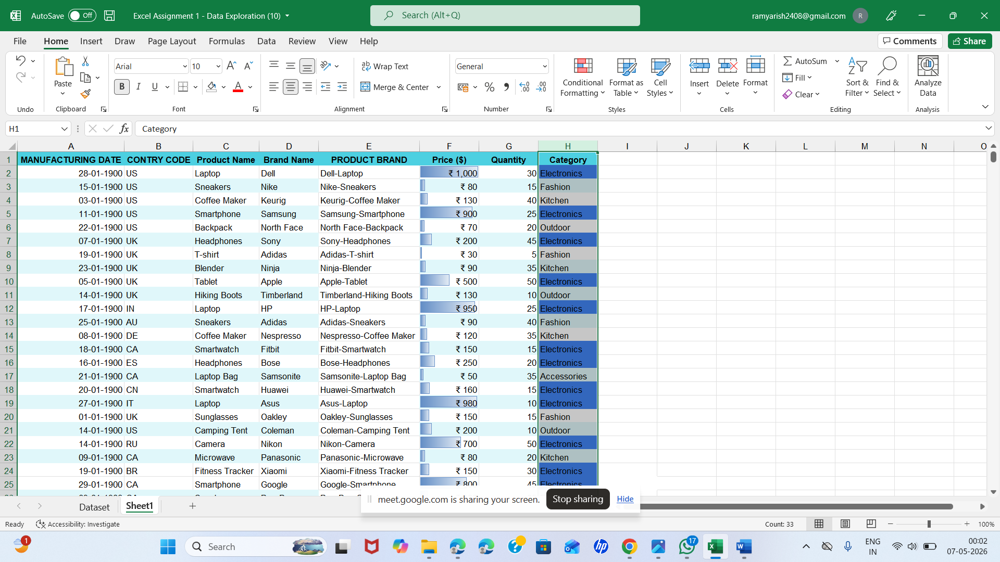 AutoSave Off Excel Assignment 1 - Data Exploration (10) Search (Alt+Q) ramyarish2408@gmail.com R
File Home Insert Draw Page Layout Formulas Data Review View Help Comments Share
Arial 10 Wrap Text General AutoSum
Paste B I U A Merge & Center % Conditional Formatting Format as Table Cell Styles Insert Delete Format Fill Clear Sort & Filter Find & Select Analyze Data
Undo Clipboard Font Alignment Number Styles Cells Editing Analysis
H1 fx Category
A B C D E F G H I J K L M N O
1 MANUFACTURING DATE CONTRY CODE Product Name Brand Name PRODUCT BRAND Price ($) Quantity Category
2 28-01-1900 US Laptop Dell Dell-Laptop ₹ 1,000 30 Electronics
3 15-01-1900 US Sneakers Nike Nike-Sneakers ₹ 80 15 Fashion
4 03-01-1900 US Coffee Maker Keurig Keurig-Coffee Maker ₹ 130 40 Kitchen
5 11-01-1900 US Smartphone Samsung Samsung-Smartphone ₹ 900 25 Electronics
6 22-01-1900 US Backpack North Face North Face-Backpack ₹ 70 20 Outdoor
7 07-01-1900 UK Headphones Sony Sony-Headphones ₹ 200 45 Electronics
8 19-01-1900 UK T-shirt Adidas Adidas-T-shirt ₹ 30 5 Fashion
9 23-01-1900 UK Blender Ninja Ninja-Blender ₹ 90 35 Kitchen
10 05-01-1900 UK Tablet Apple Apple-Tablet ₹ 500 50 Electronics
11 14-01-1900 UK Hiking Boots Timberland Timberland-Hiking Boots ₹ 130 10 Outdoor
12 17-01-1900 IN Laptop HP HP-Laptop ₹ 950 25 Electronics
13 25-01-1900 AU Sneakers Adidas Adidas-Sneakers ₹ 90 40 Fashion
14 08-01-1900 DE Coffee Maker Nespresso Nespresso-Coffee Maker ₹ 120 35 Kitchen
15 18-01-1900 CA Smartwatch Fitbit Fitbit-Smartwatch ₹ 150 15 Electronics
16 16-01-1900 ES Headphones Bose Bose-Headphones ₹ 250 20 Electronics
17 21-01-1900 CA Laptop Bag Samsonite Samsonite-Laptop Bag ₹ 50 35 Accessories
18 20-01-1900 CN Smartwatch Huawei Huawei-Smartwatch ₹ 160 15 Electronics
19 27-01-1900 IT Laptop Asus Asus-Laptop ₹ 980 10 Electronics
20 01-01-1900 UK Sunglasses Oakley Oakley-Sunglasses ₹ 150 15 Fashion
21 14-01-1900 US Camping Tent Coleman Coleman-Camping Tent ₹ 200 10 Outdoor
22 14-01-1900 RU Camera Nikon Nikon-Camera ₹ 700 50 Electronics
23 09-01-1900 CA Microwave Panasonic Panasonic-Microwave ₹ 80 20 Kitchen
24 19-01-1900 BR Fitness Tracker Xiaomi Xiaomi-Fitness Tracker ₹ 150 30 Electronics
25 29-01-1900 CA Smartphone Google Google-Smartphone ₹ 800 45 Electronics
meet.google.com is sharing your screen. Stop sharing Hide
Dataset Sheet1
Ready Accessibility: Investigate Count: 33 100%
1 Search 17 ENG IN 00:02 07-05-2026